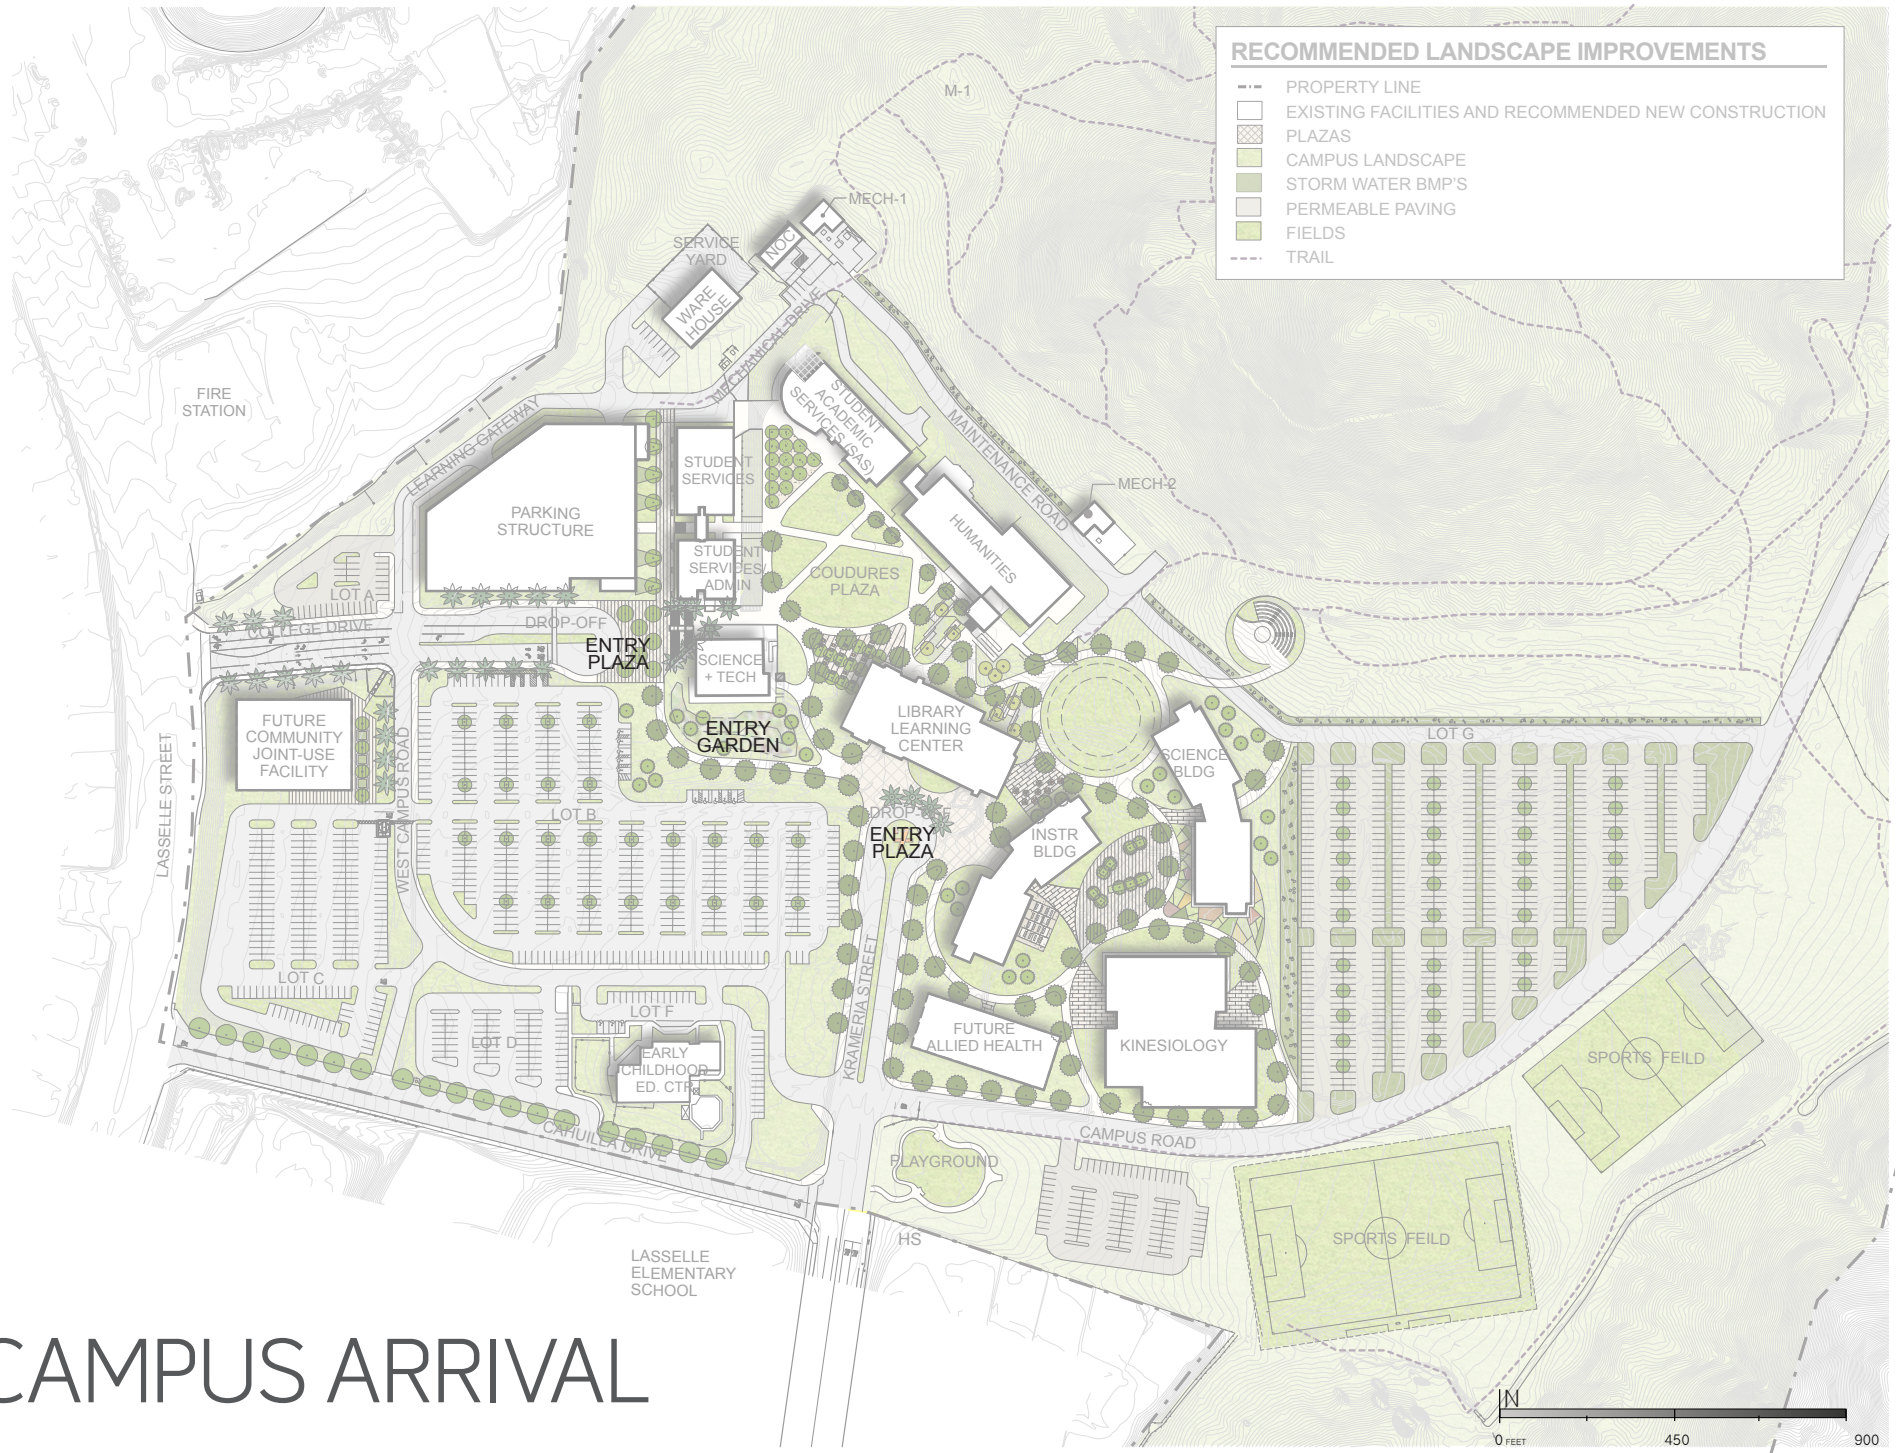 RECOMMENDED LANDSCAPE IMPROVEMENTS
PROPERTY LINE
EXISTING FACILITIES AND RECOMMENDED NEW CONSTRUCTION
PLAZAS
CAMPUS LANDSCAPE
STORM WATER BMP'S
PERMEABLE PAVING
FIELDS
TRAIL
M-1
MECH-1
SERVICE
YARD
NOC
WARE
HOUSE
MECHANICAL DRIVE
FIRE
STATION
LEARNING GATEWAY
STUDENT
ACADEMIC
SERVICES (SAS)
MAINTENANCE ROAD
MECH-2
STUDENT
SERVICES
PARKING
STRUCTURE
HUMANITIES
STUDENT
SERVICES/
ADMIN
COUDURES
PLAZA
LOT A
COLLEGE DRIVE
DROP-OFF
ENTRY
PLAZA
SCIENCE
+ TECH
FUTURE
COMMUNITY
JOINT-USE
FACILITY
ENTRY
GARDEN
LIBRARY
LEARNING
CENTER
SCIENCE
BLDG
LOT G
LASSELLE STREET
WEST CAMPUS ROAD
LOT B
DROP-
ENTRY
PLAZA
INSTR
BLDG
LOT C
LOT D
LOT F
EARLY
CHILDHOOD
ED. CTR
KRAMERIA STREET
FUTURE
ALLIED HEALTH
KINESIOLOGY
SPORTS FEILD
CAHUILLA DRIVE
CAMPUS ROAD
PLAYGROUND
SPORTS FEILD
HS
LASSELLE
ELEMENTARY
SCHOOL
CAMPUS ARRIVAL
N
0 FEET 450 900